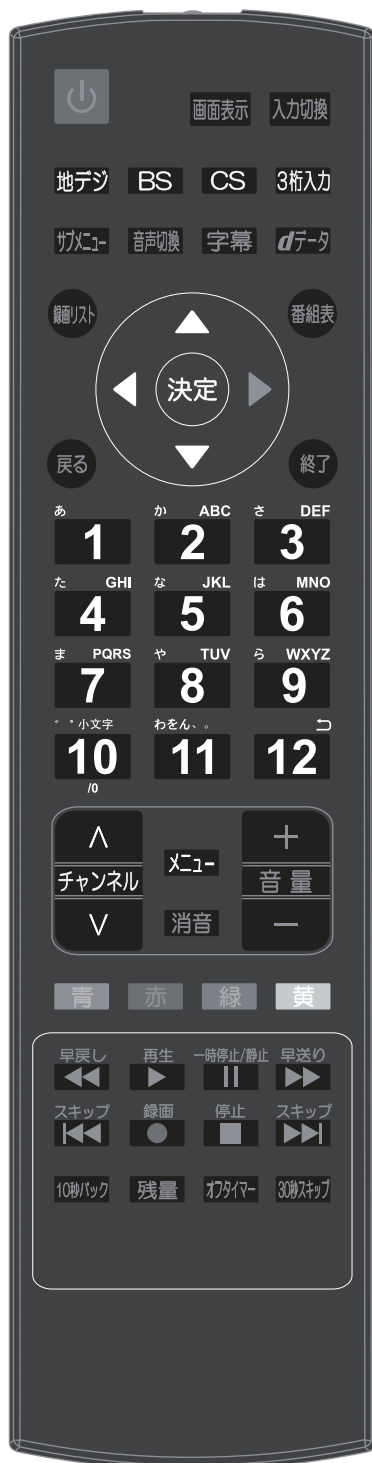 画面表示 入力切換
地デジ BS CS 3桁入力
サブメニュー 音声切換 字幕 dデータ
録画リスト 番組表
決定
戻る 終了
あ か ABC さ DEF
1 2 3
た GHI な JKL は MNO
4 5 6
ま PQRS や TUV ら WXYZ
7 8 9
゛゜小文字 わをん、。
10 11 12
/0
チャンネル メニュー 音量
消音
青 赤 緑 黄
早戻し 再生 一時停止/静止 早送り
スキップ 録画 停止 スキップ
10秒バック 残量 オフタイマー 30秒スキップ